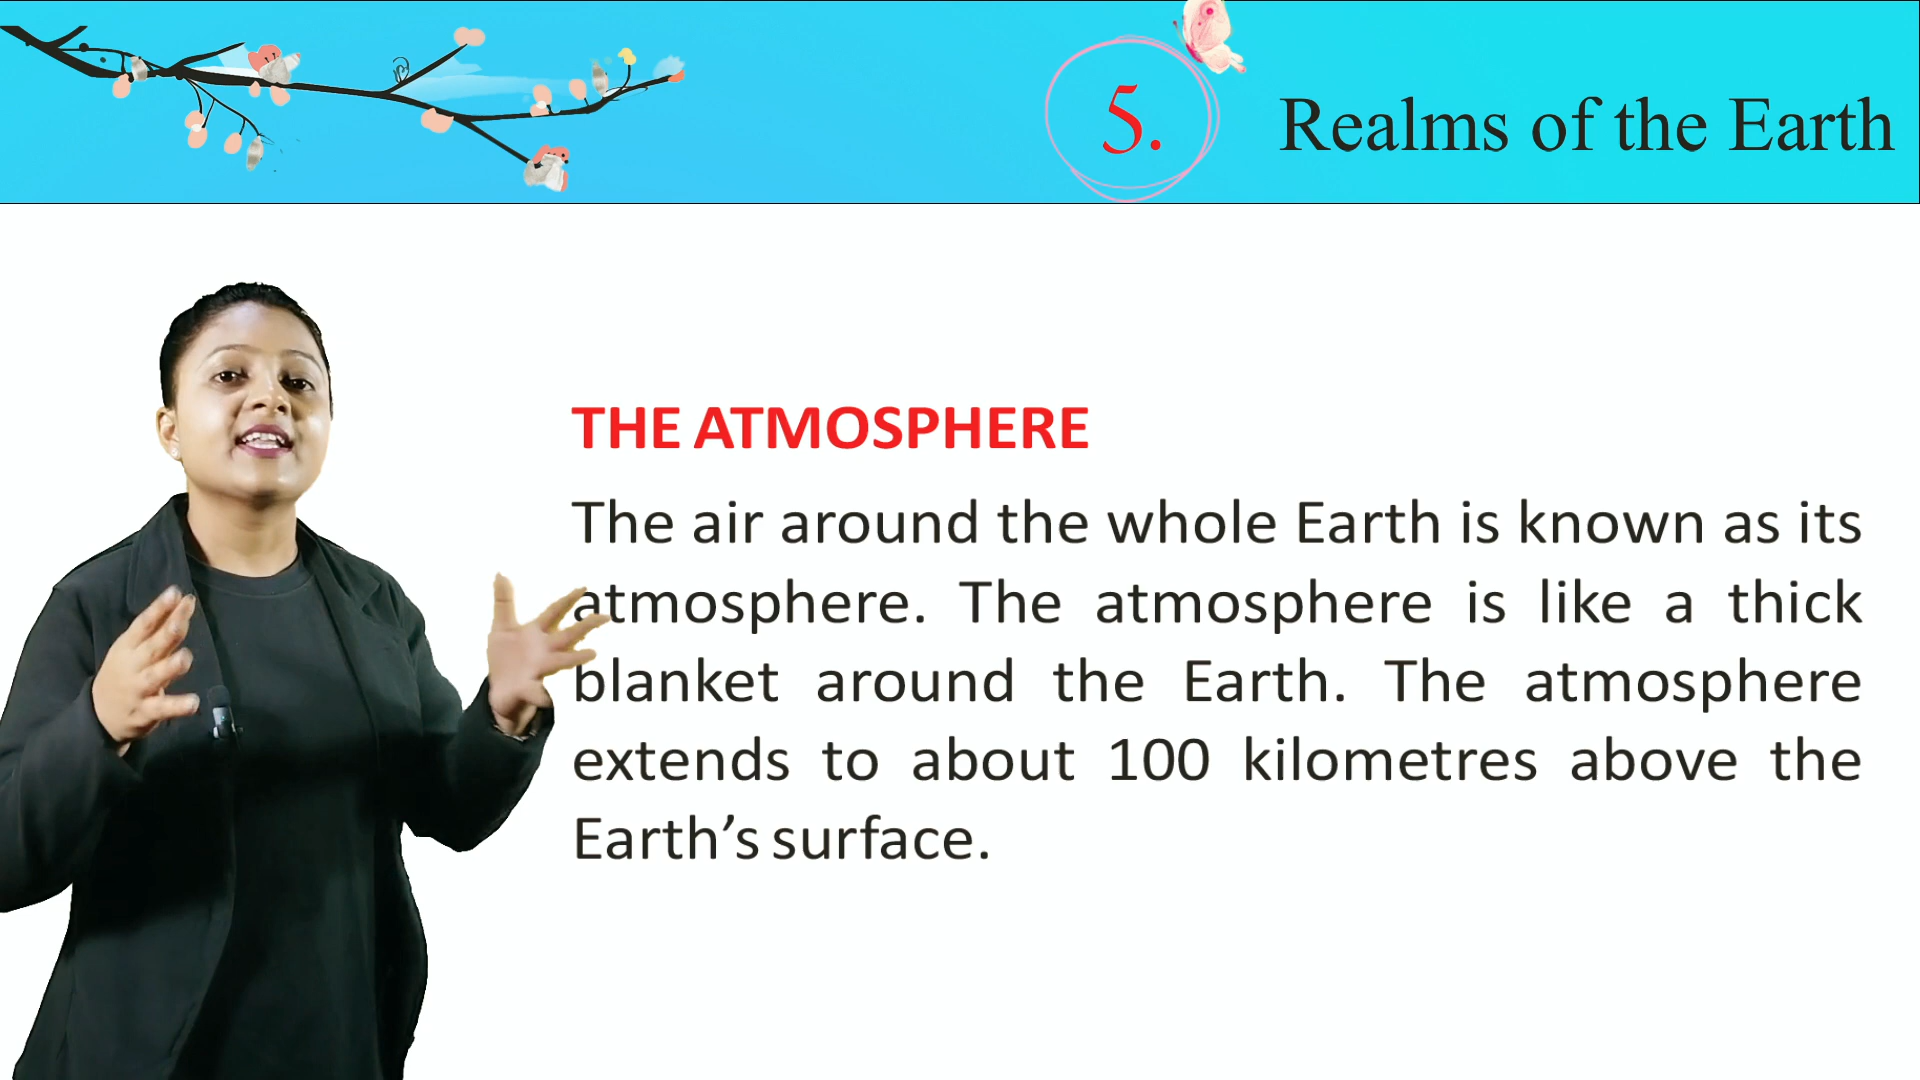 5. Realms of the Earth
THE ATMOSPHERE
The air around the whole Earth is known as its
atmosphere. The atmosphere is like a thick
blanket around the Earth. The atmosphere
extends to about 100 kilometres above the
Earth’s surface.